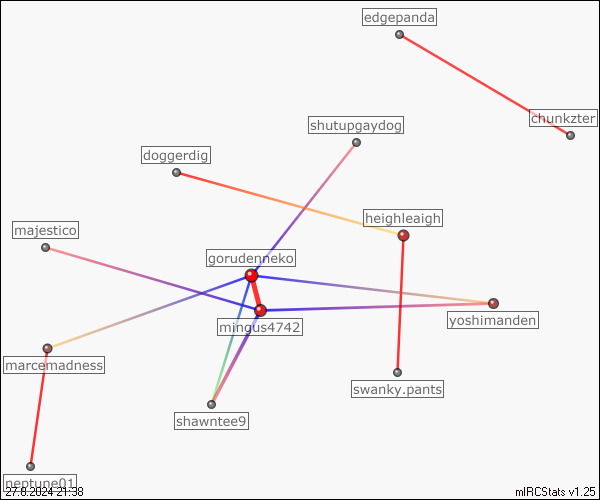 edgepanda
chunkzter
shutupgaydog
doggerdig
heighleaigh
majestico
gorudenneko
yoshimanden
mingus4742
marcemadness
swanky.pants
shawntee9
neptune01
27.8.2024 21:38
mIRCStats v1.25